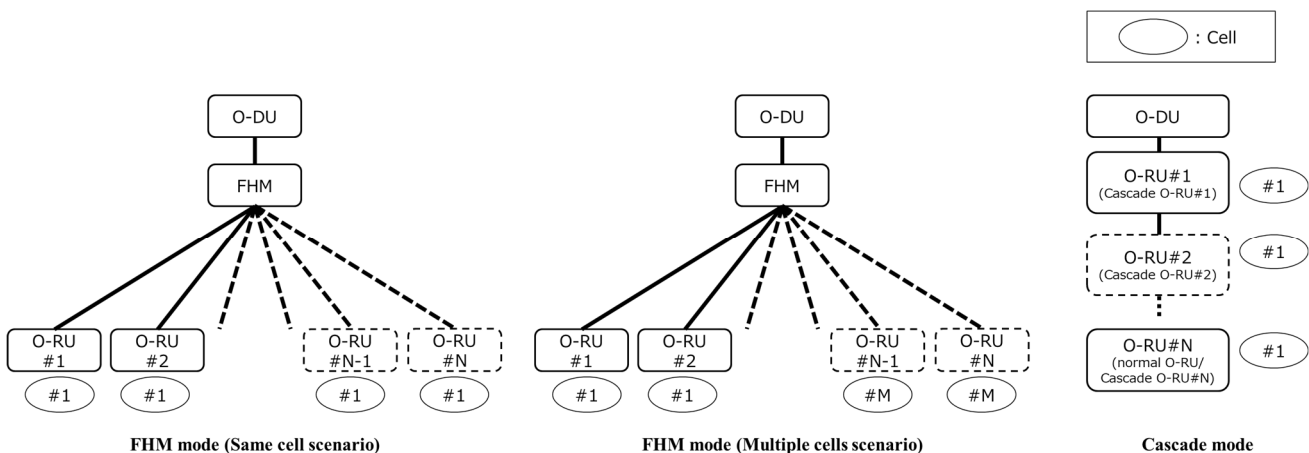 : Cell
O-DU
FHM
O-RU
#1
O-RU
#2
O-RU
#N-1
O-RU
#N
#1
#1
#1
#1
FHM mode (Same cell scenario)
O-DU
FHM
O-RU
#1
O-RU
#2
O-RU
#N-1
O-RU
#N
#1
#1
#M
#M
FHM mode (Multiple cells scenario)
O-DU
O-RU#1
(Cascade O-RU#1)
#1
O-RU#2
(Cascade O-RU#2)
#1
O-RU#N
(normal O-RU/
Cascade O-RU#N)
#1
Cascade mode